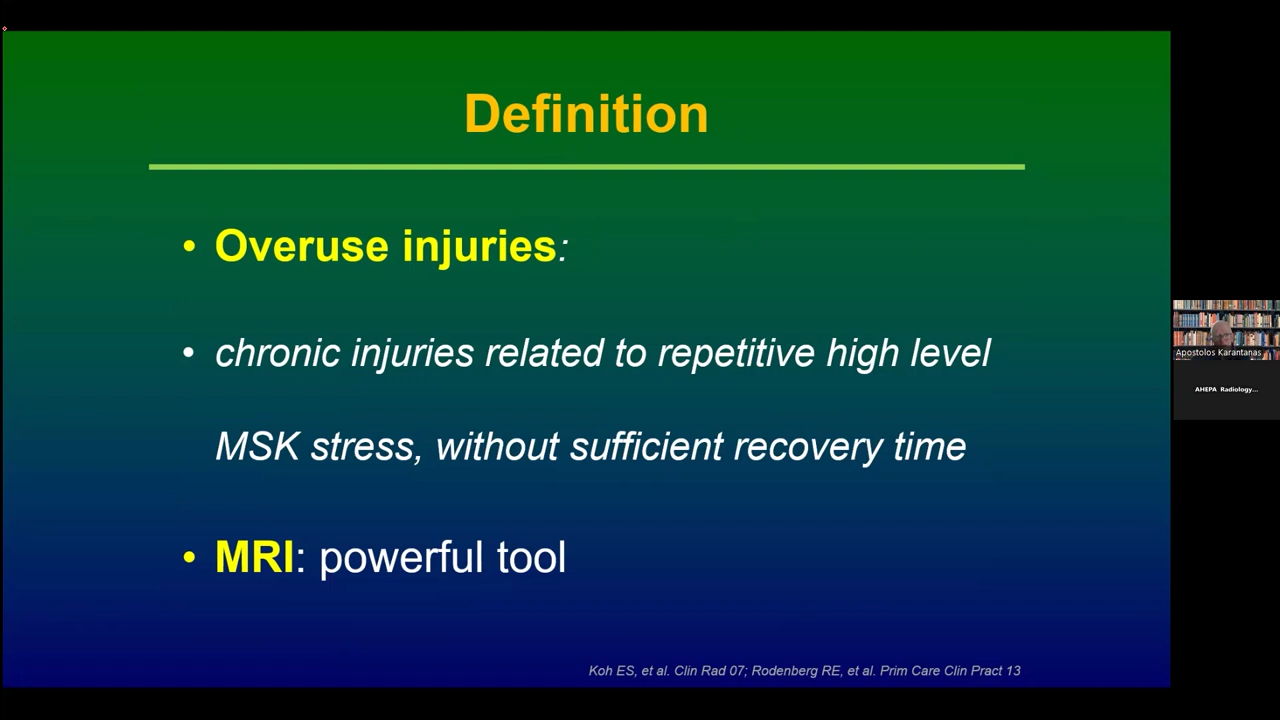 Definition
• Overuse injuries:
• chronic injuries related to repetitive high level
MSK stress, without sufficient recovery time
• MRI: powerful tool
Koh ES, et al. Clin Rad 07; Rodenberg RE, et al. Prim Care Clin Pract 13
Apostolos Karantanas
AHEPA Radiology...